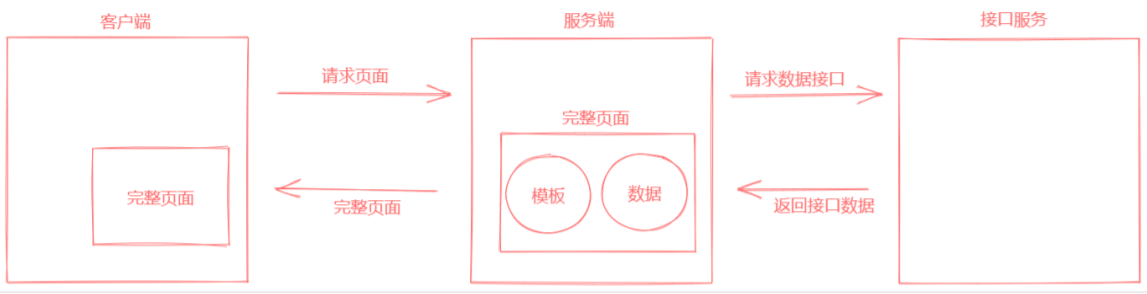 客户端
服务端
接口服务
请求页面
请求数据接口
完整页面
模板
数据
完整页面
完整页面
返回接口数据